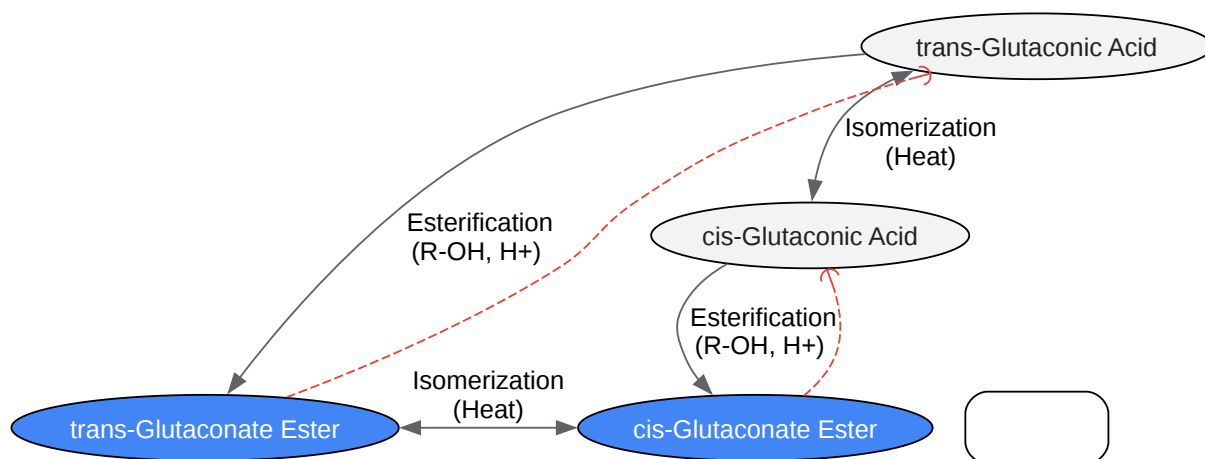 trans-Glutaconic Acid
Isomerization
(Heat)
Esterification
(R-OH, H+)
cis-Glutaconic Acid
Esterification
(R-OH, H+)
Isomerization
(Heat)
trans-Glutaconate Ester
cis-Glutaconate Ester